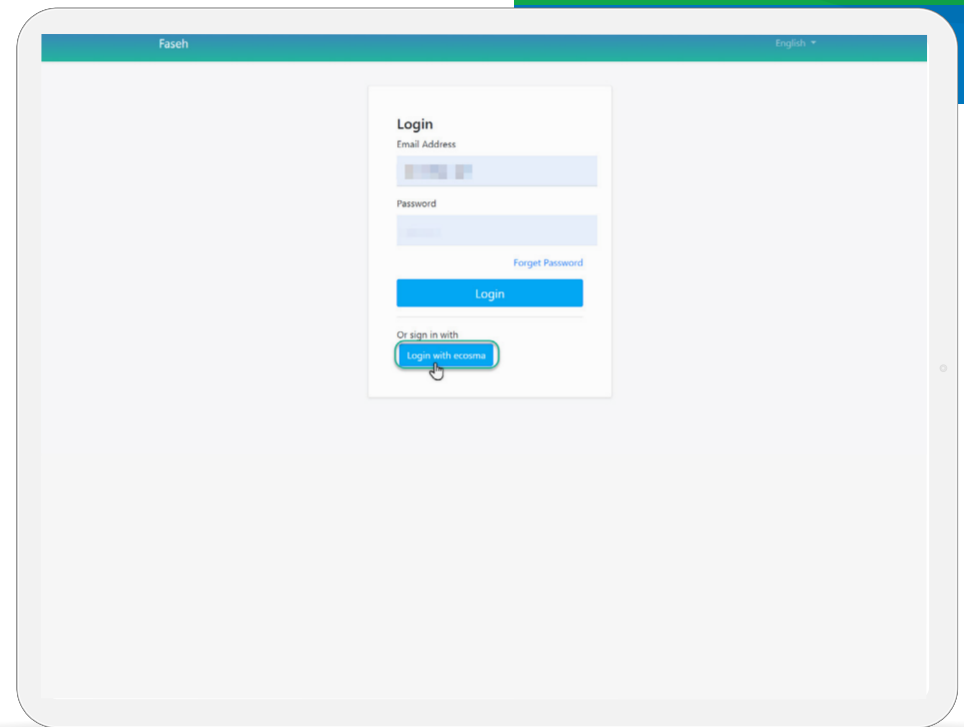 Faseh
English
Login
Email Address
Password
Forget Password
Login
Or sign in with
Login with ecosma